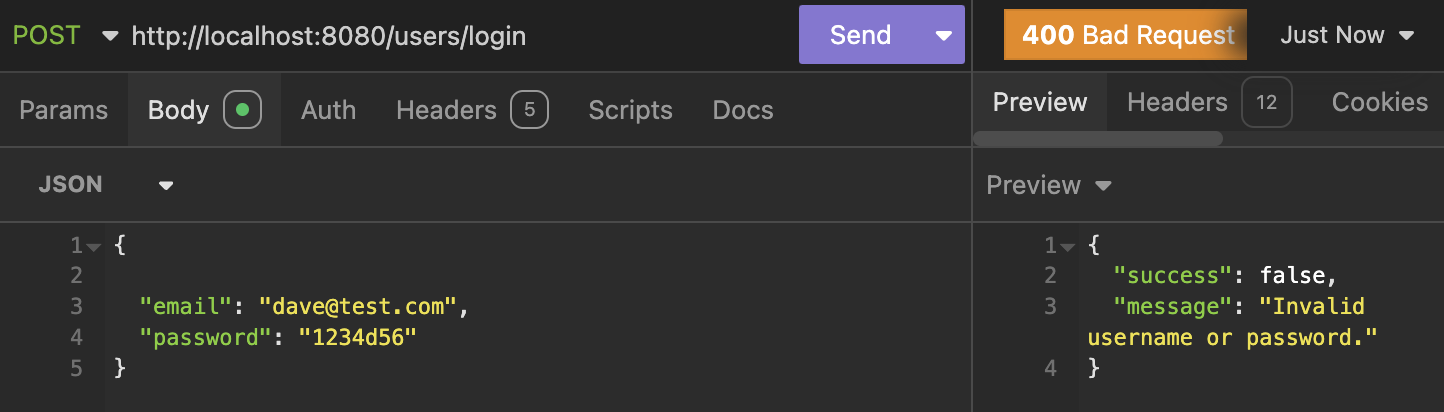 POST http://localhost:8080/users/login Send 400 Bad Request Just Now
Params Body Auth Headers 5 Scripts Docs Preview Headers 12 Cookies
JSON Preview
1 {
2
3 "email": "dave@test.com",
4 "password": "1234d56"
5 }
1 {
2 "success": false,
3 "message": "Invalid
username or password."
4 }